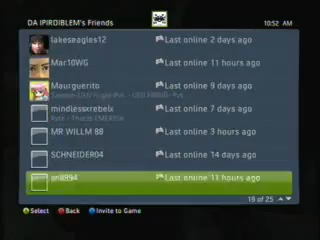 DA IPIROIBLEM's Friends
10:52 AM
lakeseagles12 Last online 2 days ago
Mar10WG Last online 11 hours ago
Maurguerito Last online 9 days ago
mindlessxrebelx Last online 7 days ago
MR WILLM 88 Last online 3 hours ago
SCHNEIDER04 Last online 14 days ago
Last online 11 hours ago
19 of 25
Select Back Invite to Game